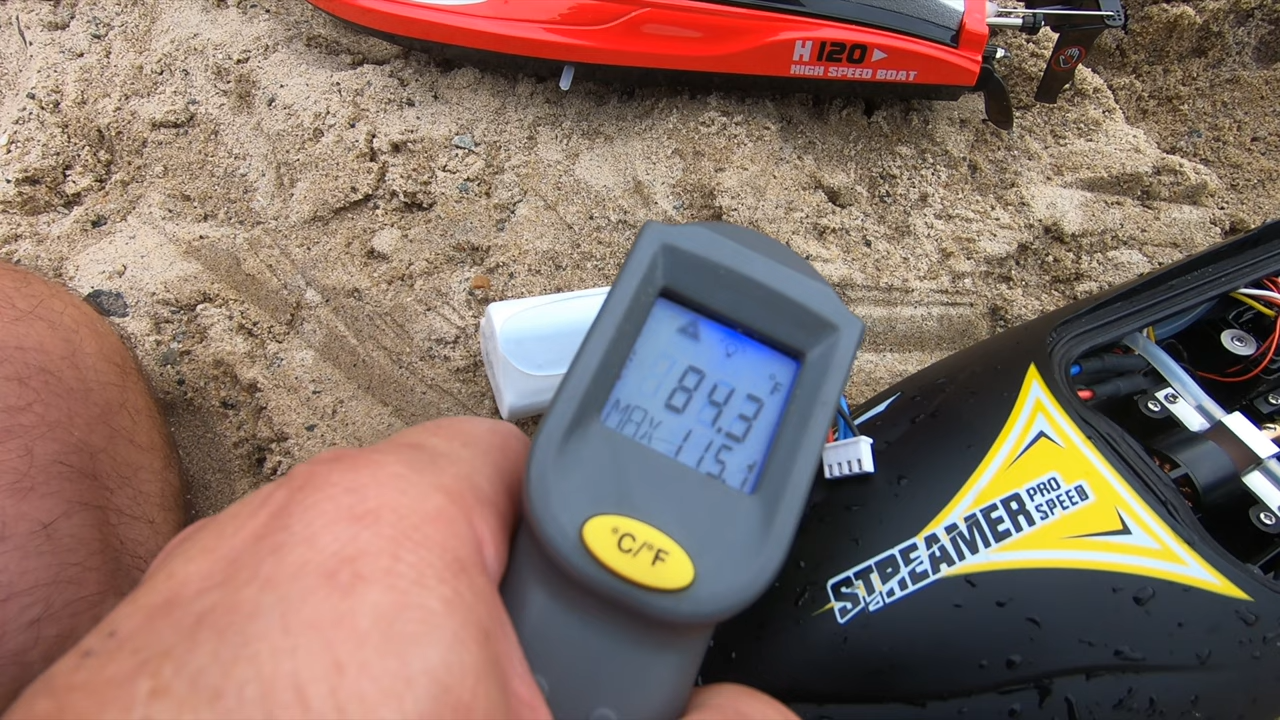 H120
HIGH SPEED BOAT
°F
84.3
MAX 115.1
°C/°F
STREAMER PRO
SPEED